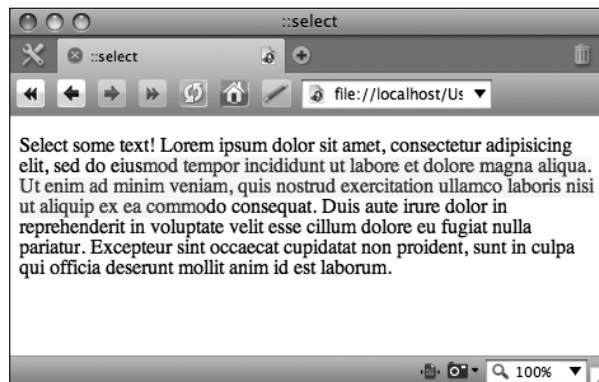 ::select
::select
file://localhost/Us
Select some text! Lorem ipsum dolor sit amet, consectetur adipisicing
elit, sed do eiusmod tempor incididunt ut labore et dolore magna aliqua.
Ut enim ad minim veniam, quis nostrud exercitation ullamco laboris nisi
ut aliquip ex ea commodo consequat. Duis aute irure dolor in
reprehenderit in voluptate velit esse cillum dolore eu fugiat nulla
pariatur. Excepteur sint occaecat cupidatat non proident, sunt in culpa
qui officia deserunt mollit anim id est laborum.
100%